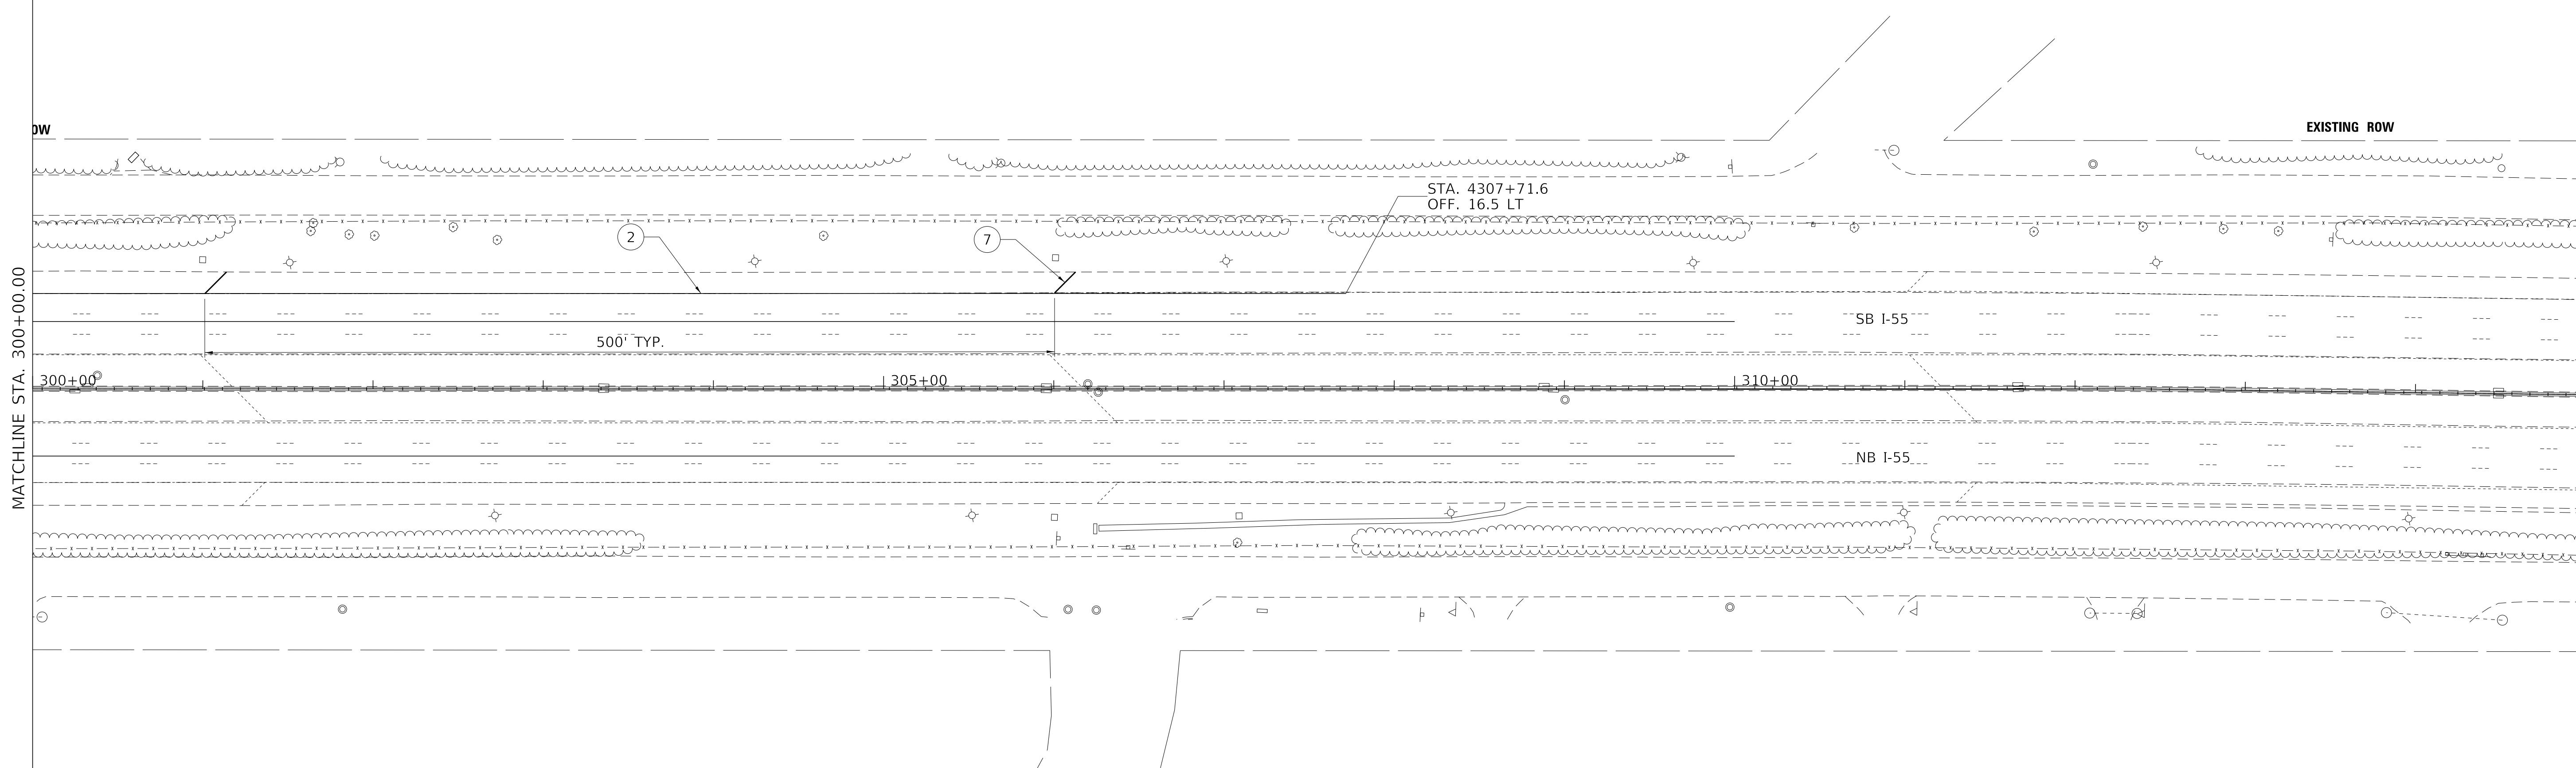 OW
EXISTING ROW
STA. 4307+71.6
OFF. 16.5 LT
2
7
MATCHLINE STA. 300+00.00
SB I-55
500' TYP.
300+00
305+00
310+00
NB I-55